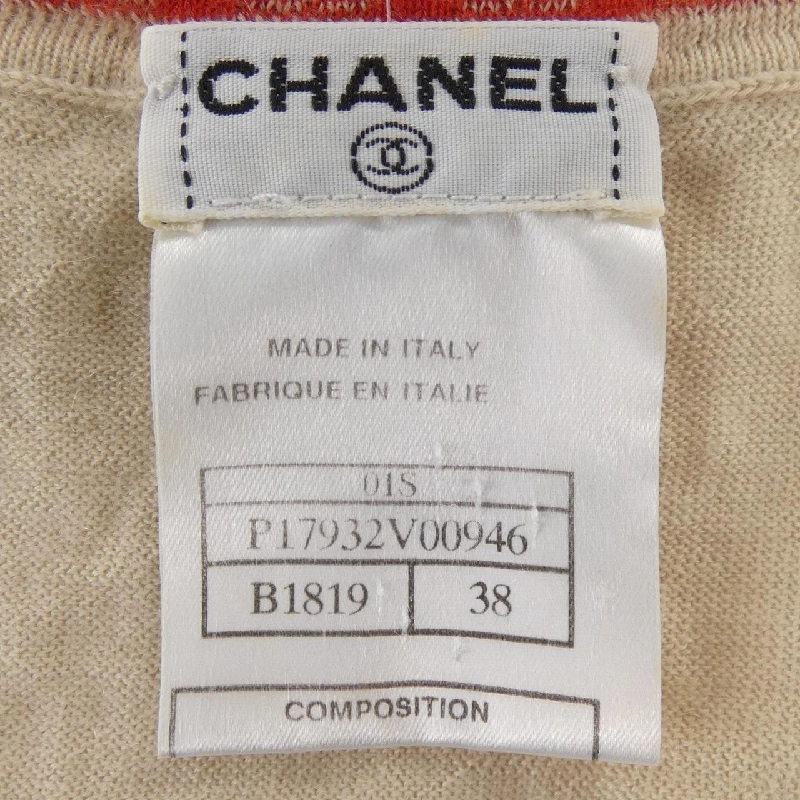 CHANEL
MADE IN ITALY
FABRIQUE EN ITALIE
01S
P17932V00946
B1819 38
COMPOSITION